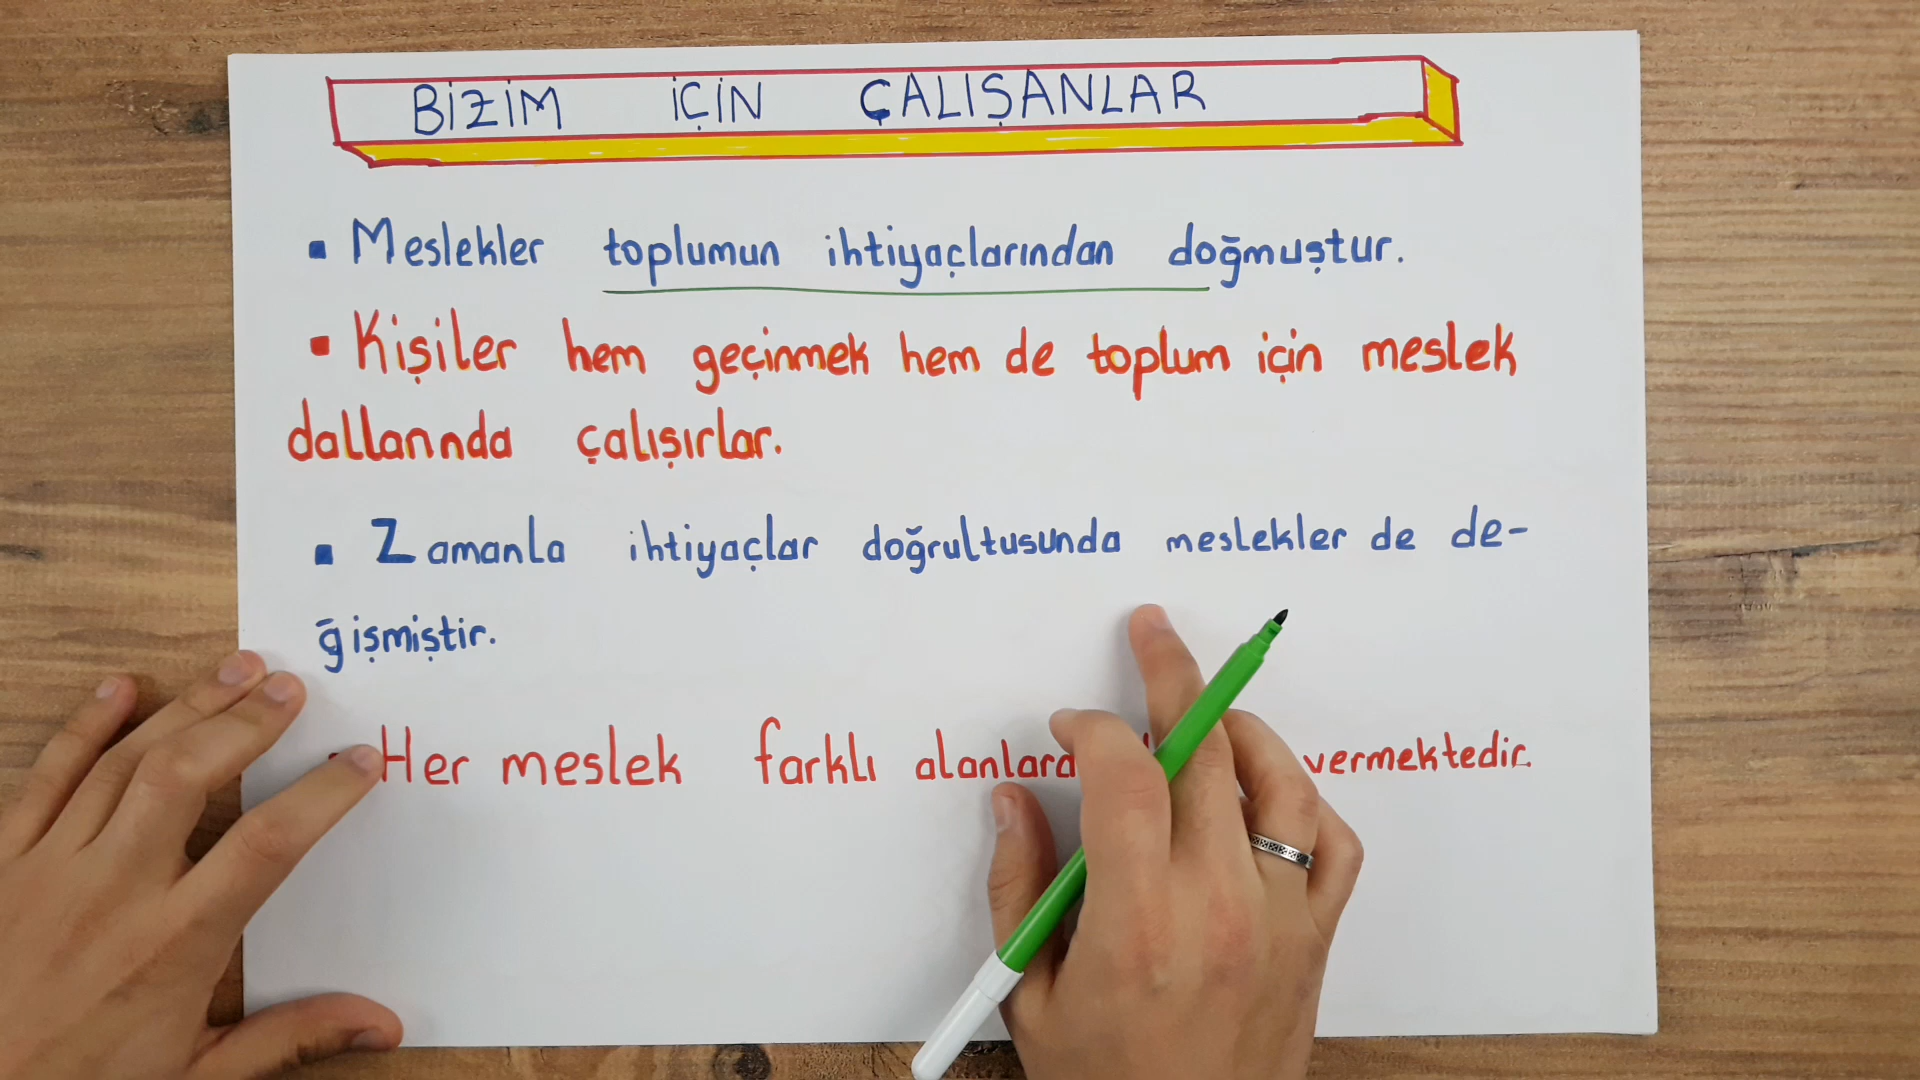 BİZİM İÇİN ÇALIŞANLAR
▪ Meslekler toplumun ihtiyaçlarından doğmuştur.
▪ Kişiler hem geçinmek hem de toplum için meslek
dallarında çalışırlar.
▪ Zamanla ihtiyaçlar doğrultusunda meslekler de de-
ğişmiştir.
▪ Her meslek farklı alanlara vermektedir.